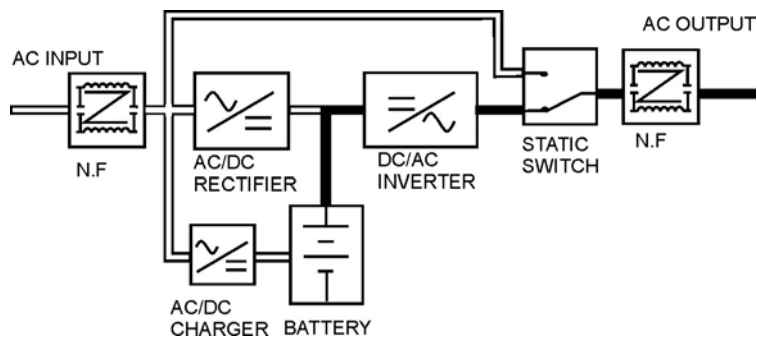 AC OUTPUT
AC INPUT
N.F
AC/DC
RECTIFIER
DC/AC
INVERTER
STATIC
SWITCH
N.F
AC/DC
CHARGER
BATTERY